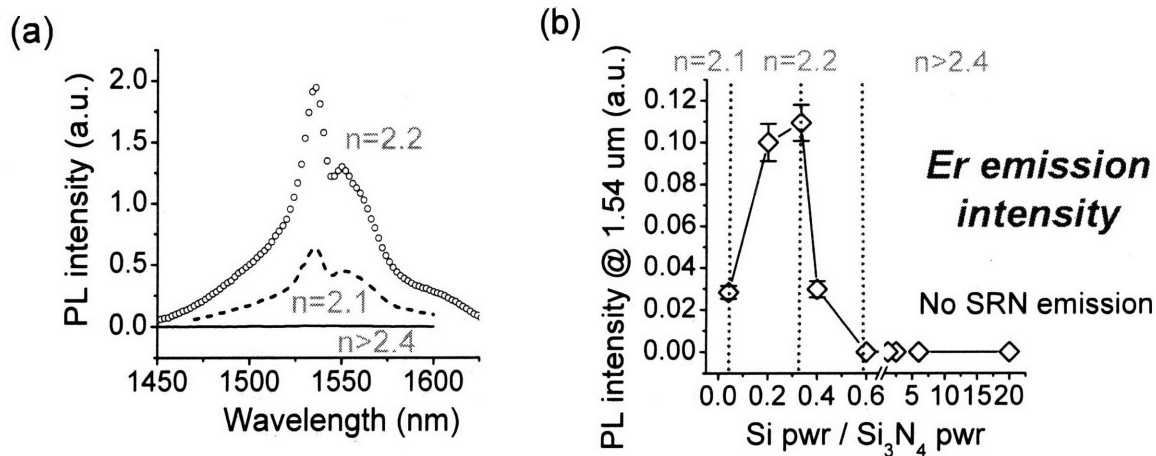 (a)
PL intensity (a.u.)
2.0
1.5
1.0
0.5
0.0
n=2.2
n=2.1
n>2.4
1450 1500 1550 1600
Wavelength (nm)
(b)
PL intensity @ 1.54 um (a.u.)
n=2.1 n=2.2 n>2.4
0.12
0.10
0.08
0.06
0.04
0.02
0.00
Er emission
intensity
No SRN emission
0.0 0.2 0.4 0.6 5 10 15 20
Si pwr / Si₃N₄ pwr